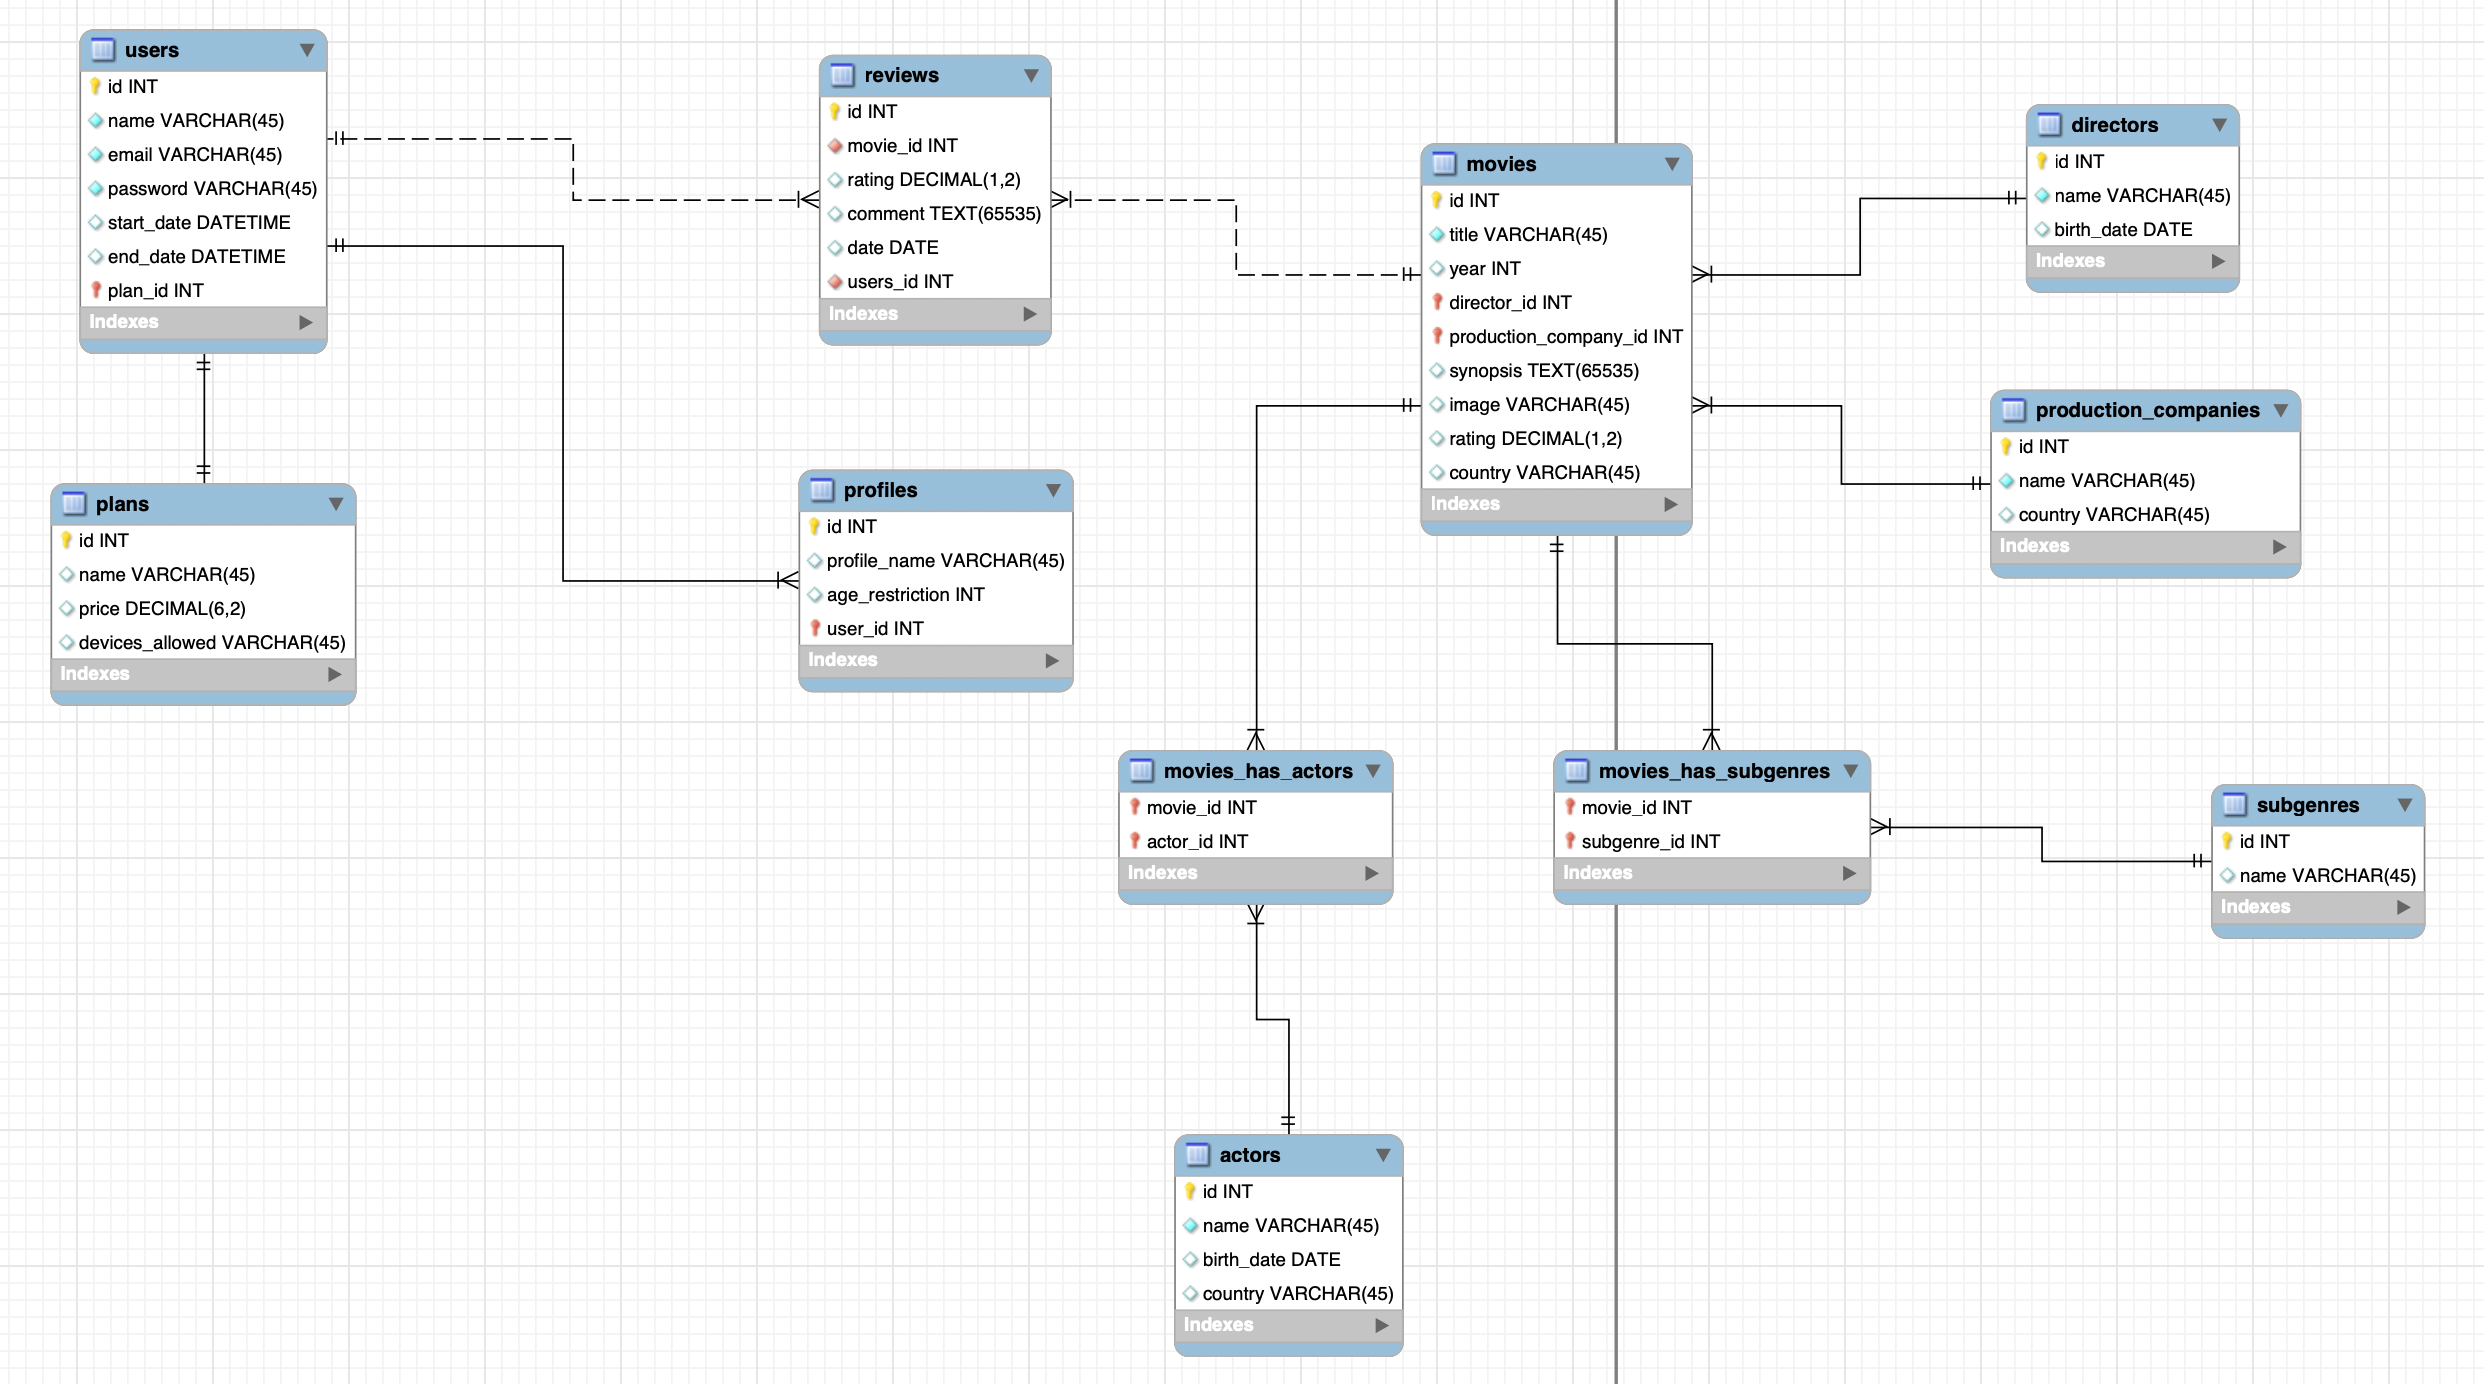 users
id INT
name VARCHAR(45)
email VARCHAR(45)
password VARCHAR(45)
start_date DATETIME
end_date DATETIME
plan_id INT
Indexes
reviews
id INT
movie_id INT
rating DECIMAL(1,2)
comment TEXT(65535)
date DATE
users_id INT
Indexes
movies
id INT
title VARCHAR(45)
year INT
director_id INT
production_company_id INT
synopsis TEXT(65535)
image VARCHAR(45)
rating DECIMAL(1,2)
country VARCHAR(45)
Indexes
directors
id INT
name VARCHAR(45)
birth_date DATE
Indexes
production_companies
id INT
name VARCHAR(45)
country VARCHAR(45)
Indexes
plans
id INT
name VARCHAR(45)
price DECIMAL(6,2)
devices_allowed VARCHAR(45)
Indexes
profiles
id INT
profile_name VARCHAR(45)
age_restriction INT
user_id INT
Indexes
movies_has_actors
movie_id INT
actor_id INT
Indexes
movies_has_subgenres
movie_id INT
subgenre_id INT
Indexes
subgenres
id INT
name VARCHAR(45)
Indexes
actors
id INT
name VARCHAR(45)
birth_date DATE
country VARCHAR(45)
Indexes